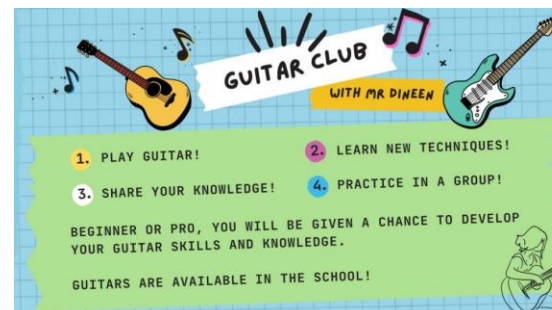 GUITAR CLUB
WITH MR DINEEN
1. PLAY GUITAR!
2. LEARN NEW TECHNIQUES!
3. SHARE YOUR KNOWLEDGE!
4. PRACTICE IN A GROUP!
BEGINNER OR PRO, YOU WILL BE GIVEN A CHANCE TO DEVELOP
YOUR GUITAR SKILLS AND KNOWLEDGE.
GUITARS ARE AVAILABLE IN THE SCHOOL!